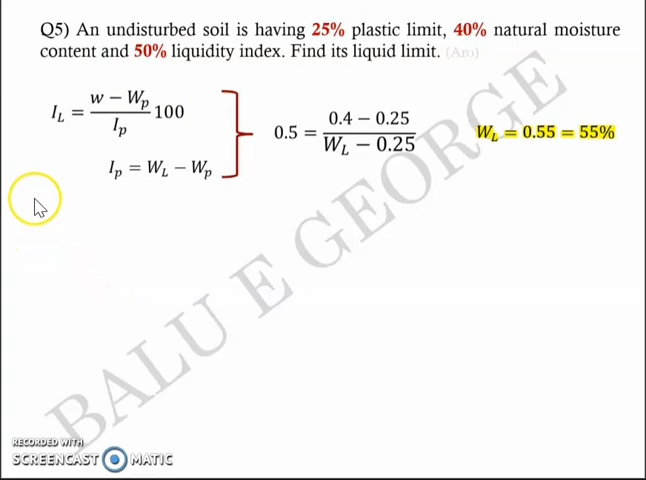 Q5) An undisturbed soil is having 25% plastic limit, 40% natural moisture
content and 50% liquidity index. Find its liquid limit. (Aro)
I_L = (w − W_p)/I_p 100
I_p = W_L − W_p
0.5 = (0.4 − 0.25)/(W_L − 0.25)
W_L = 0.55 = 55%
BALU E GEORGE
RECORDED WITH
SCREENCAST MATIC